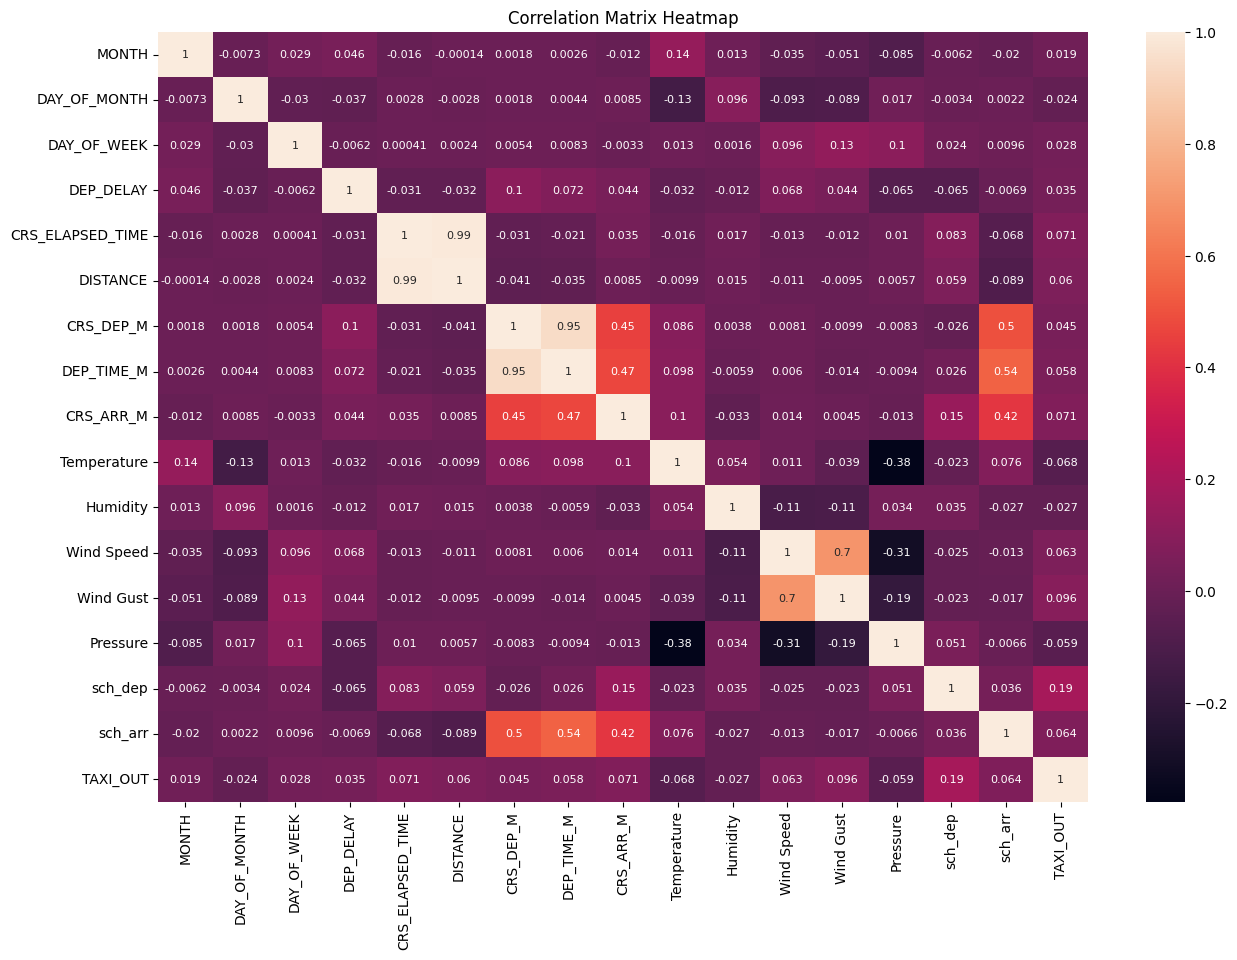 Correlation Matrix Heatmap
MONTH 1 -0.0073 0.029 0.046 -0.016 -0.00014 0.0018 0.0026 -0.012 0.14 0.013 -0.035 -0.051 -0.085 -0.0062 -0.02 0.019
DAY_OF_MONTH -0.0073 1 -0.03 -0.037 0.0028 -0.0028 0.0018 0.0044 0.0085 -0.13 0.096 -0.093 -0.089 0.017 -0.0034 0.0022 -0.024
DAY_OF_WEEK 0.029 -0.03 1 -0.0062 0.00041 0.0024 0.0054 0.0083 -0.0033 0.013 0.0016 0.096 0.13 0.1 0.024 0.0096 0.028
DEP_DELAY 0.046 -0.037 -0.0062 1 -0.031 -0.032 0.1 0.072 0.044 -0.032 -0.012 0.068 0.044 -0.065 -0.065 -0.0069 0.035
CRS_ELAPSED_TIME -0.016 0.0028 0.00041 -0.031 1 0.99 -0.031 -0.021 0.035 -0.016 0.017 -0.013 -0.012 0.01 0.083 -0.068 0.071
DISTANCE -0.00014 -0.0028 0.0024 -0.032 0.99 1 -0.041 -0.035 0.0085 -0.0099 0.015 -0.011 -0.0095 0.0057 0.059 -0.089 0.06
CRS_DEP_M 0.0018 0.0018 0.0054 0.1 -0.031 -0.041 1 0.95 0.45 0.086 0.0038 0.0081 -0.0099 -0.0083 -0.026 0.5 0.045
DEP_TIME_M 0.0026 0.0044 0.0083 0.072 -0.021 -0.035 0.95 1 0.47 0.098 -0.0059 0.006 -0.014 -0.0094 0.026 0.54 0.058
CRS_ARR_M -0.012 0.0085 -0.0033 0.044 0.035 0.0085 0.45 0.47 1 0.1 -0.033 0.014 0.0045 -0.013 0.15 0.42 0.071
Temperature 0.14 -0.13 0.013 -0.032 -0.016 -0.0099 0.086 0.098 0.1 1 0.054 0.011 -0.039 -0.38 -0.023 0.076 -0.068
Humidity 0.013 0.096 0.0016 -0.012 0.017 0.015 0.0038 -0.0059 -0.033 0.054 1 -0.11 -0.11 0.034 0.035 -0.027 -0.027
Wind Speed -0.035 -0.093 0.096 0.068 -0.013 -0.011 0.0081 0.006 0.014 0.011 -0.11 1 0.7 -0.31 -0.025 -0.013 0.063
Wind Gust -0.051 -0.089 0.13 0.044 -0.012 -0.0095 -0.0099 -0.014 0.0045 -0.039 -0.11 0.7 1 -0.19 -0.023 -0.017 0.096
Pressure -0.085 0.017 0.1 -0.065 0.01 0.0057 -0.0083 -0.0094 -0.013 -0.38 0.034 -0.31 -0.19 1 0.051 -0.0066 -0.059
sch_dep -0.0062 -0.0034 0.024 -0.065 0.083 0.059 -0.026 0.026 0.15 -0.023 0.035 -0.025 -0.023 0.051 1 0.036 0.19
sch_arr -0.02 0.0022 0.0096 -0.0069 -0.068 -0.089 0.5 0.54 0.42 0.076 -0.027 -0.013 -0.017 -0.0066 0.036 1 0.064
TAXI_OUT 0.019 -0.024 0.028 0.035 0.071 0.06 0.045 0.058 0.071 -0.068 -0.027 0.063 0.096 -0.059 0.19 0.064 1
MONTH
DAY_OF_MONTH
DAY_OF_WEEK
DEP_DELAY
CRS_ELAPSED_TIME
DISTANCE
CRS_DEP_M
DEP_TIME_M
CRS_ARR_M
Temperature
Humidity
Wind Speed
Wind Gust
Pressure
sch_dep
sch_arr
TAXI_OUT
1.0
0.8
0.6
0.4
0.2
0.0
−0.2